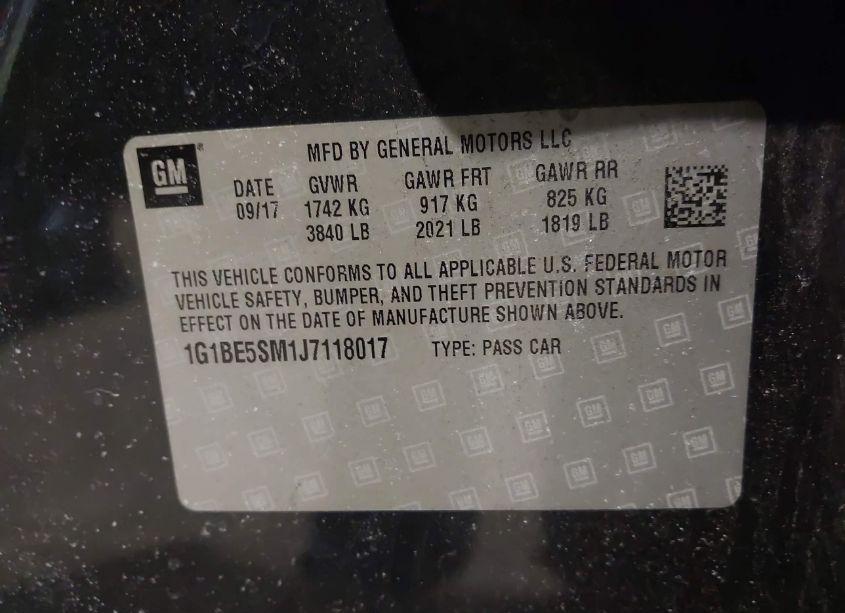 GM
MFD BY GENERAL MOTORS LLC
DATE GVWR GAWR FRT GAWR RR
09/17 1742 KG 917 KG 825 KG
3840 LB 2021 LB 1819 LB
THIS VEHICLE CONFORMS TO ALL APPLICABLE U.S. FEDERAL MOTOR
VEHICLE SAFETY, BUMPER, AND THEFT PREVENTION STANDARDS IN
EFFECT ON THE DATE OF MANUFACTURE SHOWN ABOVE.
1G1BE5SM1J7118017 TYPE: PASS CAR